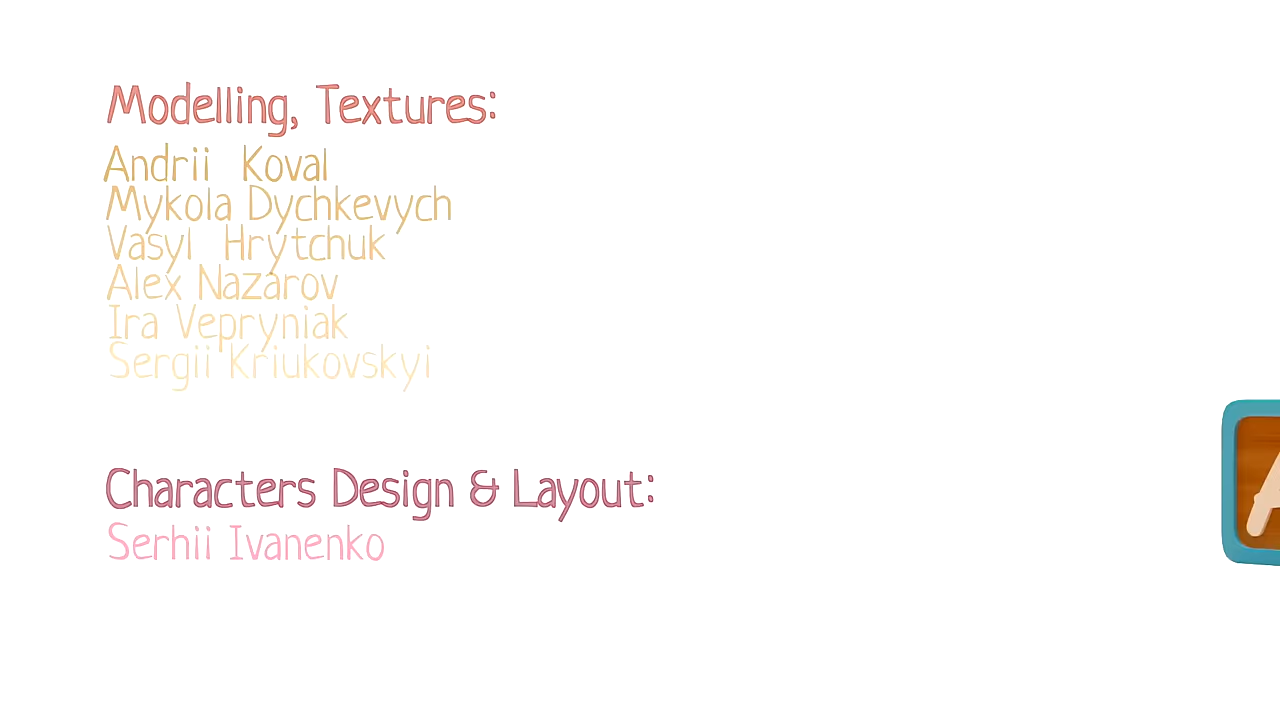 Modelling, Textures:
Andrii Koval
Mykola Dychkevych
Vasyl Hrytchuk
Alex Nazarov
Ira Vepryniak
Sergii Kriukovskyi
Characters Design & Layout:
Serhii Ivanenko